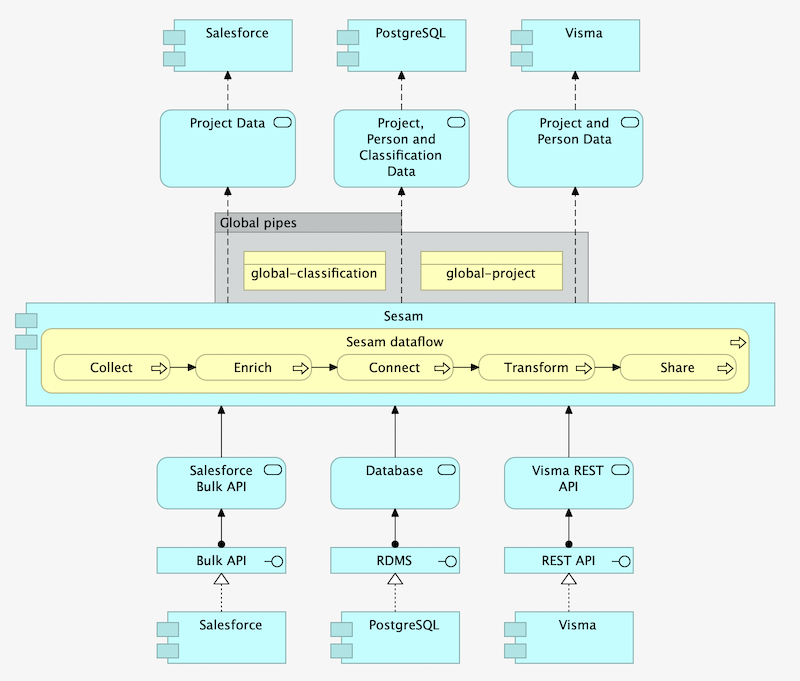 Salesforce
PostgreSQL
Visma
Project Data
Project,
Person and
Classification
Data
Project and
Person Data
Global pipes
global-classification
global-project
Sesam
Sesam dataflow
Collect
Enrich
Connect
Transform
Share
Salesforce
Bulk API
Database
Visma REST
API
Bulk API
RDMS
REST API
Salesforce
PostgreSQL
Visma